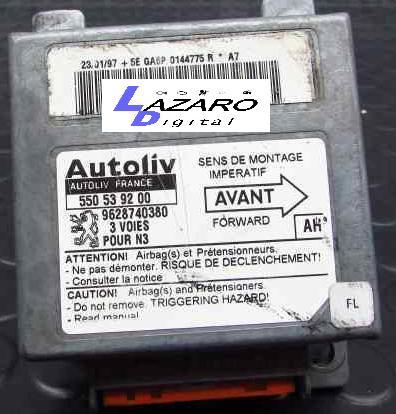 23/01/97 + 5E GA6P 0144775 R * A7
LAZARO
Digital
Autoliv
AUTOLIV FRANCE
550 53 92 00
9628740380
3 VOIES
POUR N3
SENS DE MONTAGE
IMPERATIF
AVANT
FORWARD
ATTENTION! Airbag(s) et Prétensionneurs.
- Ne pas démonter. RISQUE DE DECLENCHEMENT!
- Consulter la notice
CAUTION! Airbag(s) and Pretensioners.
- Do not remove. TRIGGERING HAZARD!
- Read manual
FL